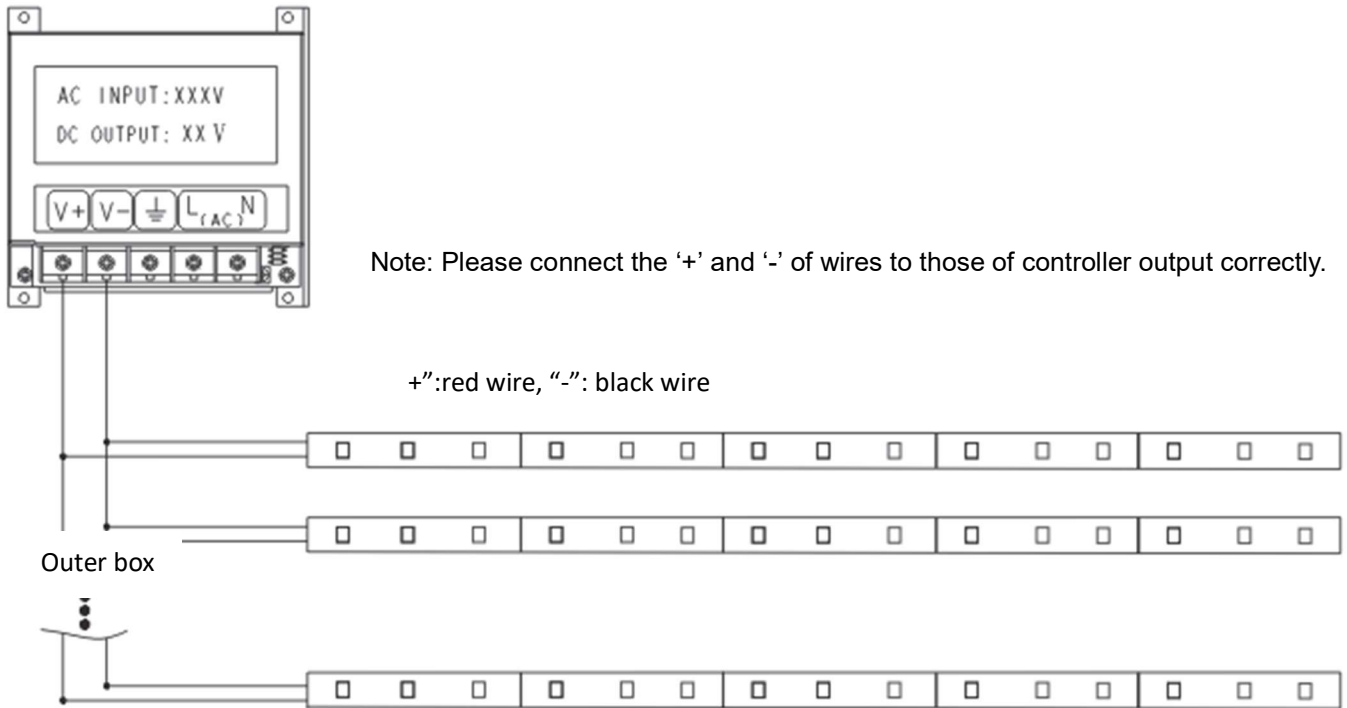 AC INPUT:XXXV
DC OUTPUT: XX V
V+ V- L(AC)N
Note: Please connect the ‘+’ and ‘-’ of wires to those of controller output correctly.
+”:red wire, “-”: black wire
Outer box